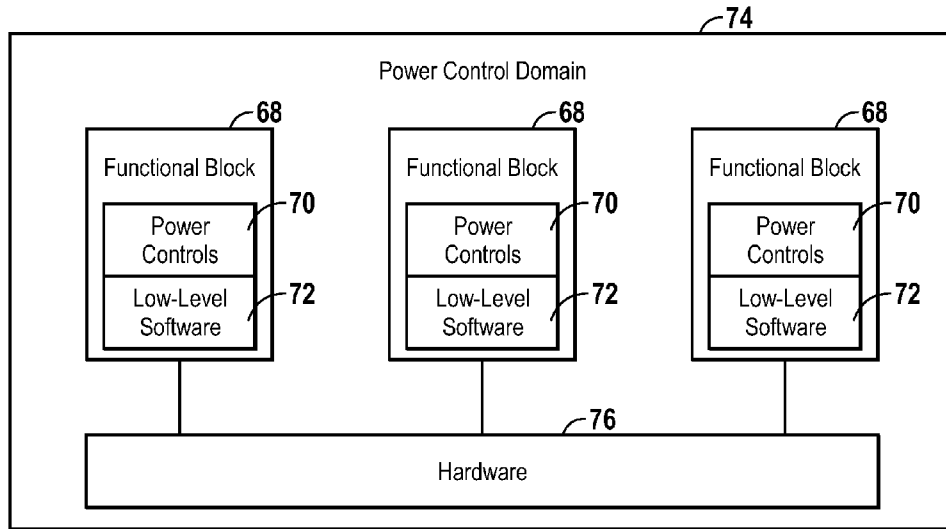 74
Power Control Domain
68
68
68
Functional Block
Functional Block
Functional Block
70
70
70
Power
Controls
Power
Controls
Power
Controls
72
72
72
Low-Level
Software
Low-Level
Software
Low-Level
Software
76
Hardware